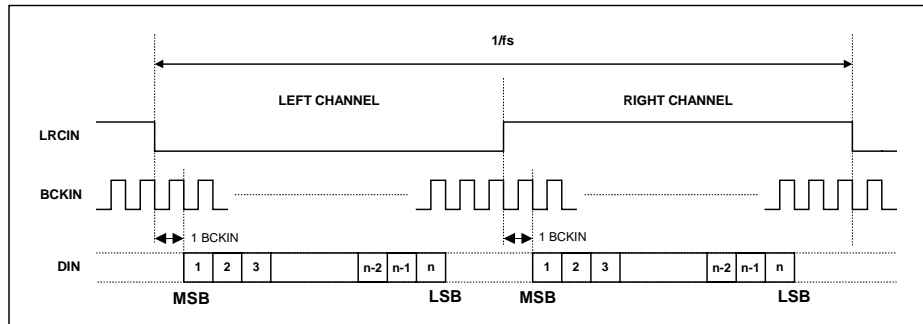 1/fs
LEFT CHANNEL RIGHT CHANNEL
LRCIN
BCKIN
1 BCKIN 1 BCKIN
DIN 1 2 3 n-2 n-1 n 1 2 3 n-2 n-1 n
MSB LSB MSB LSB